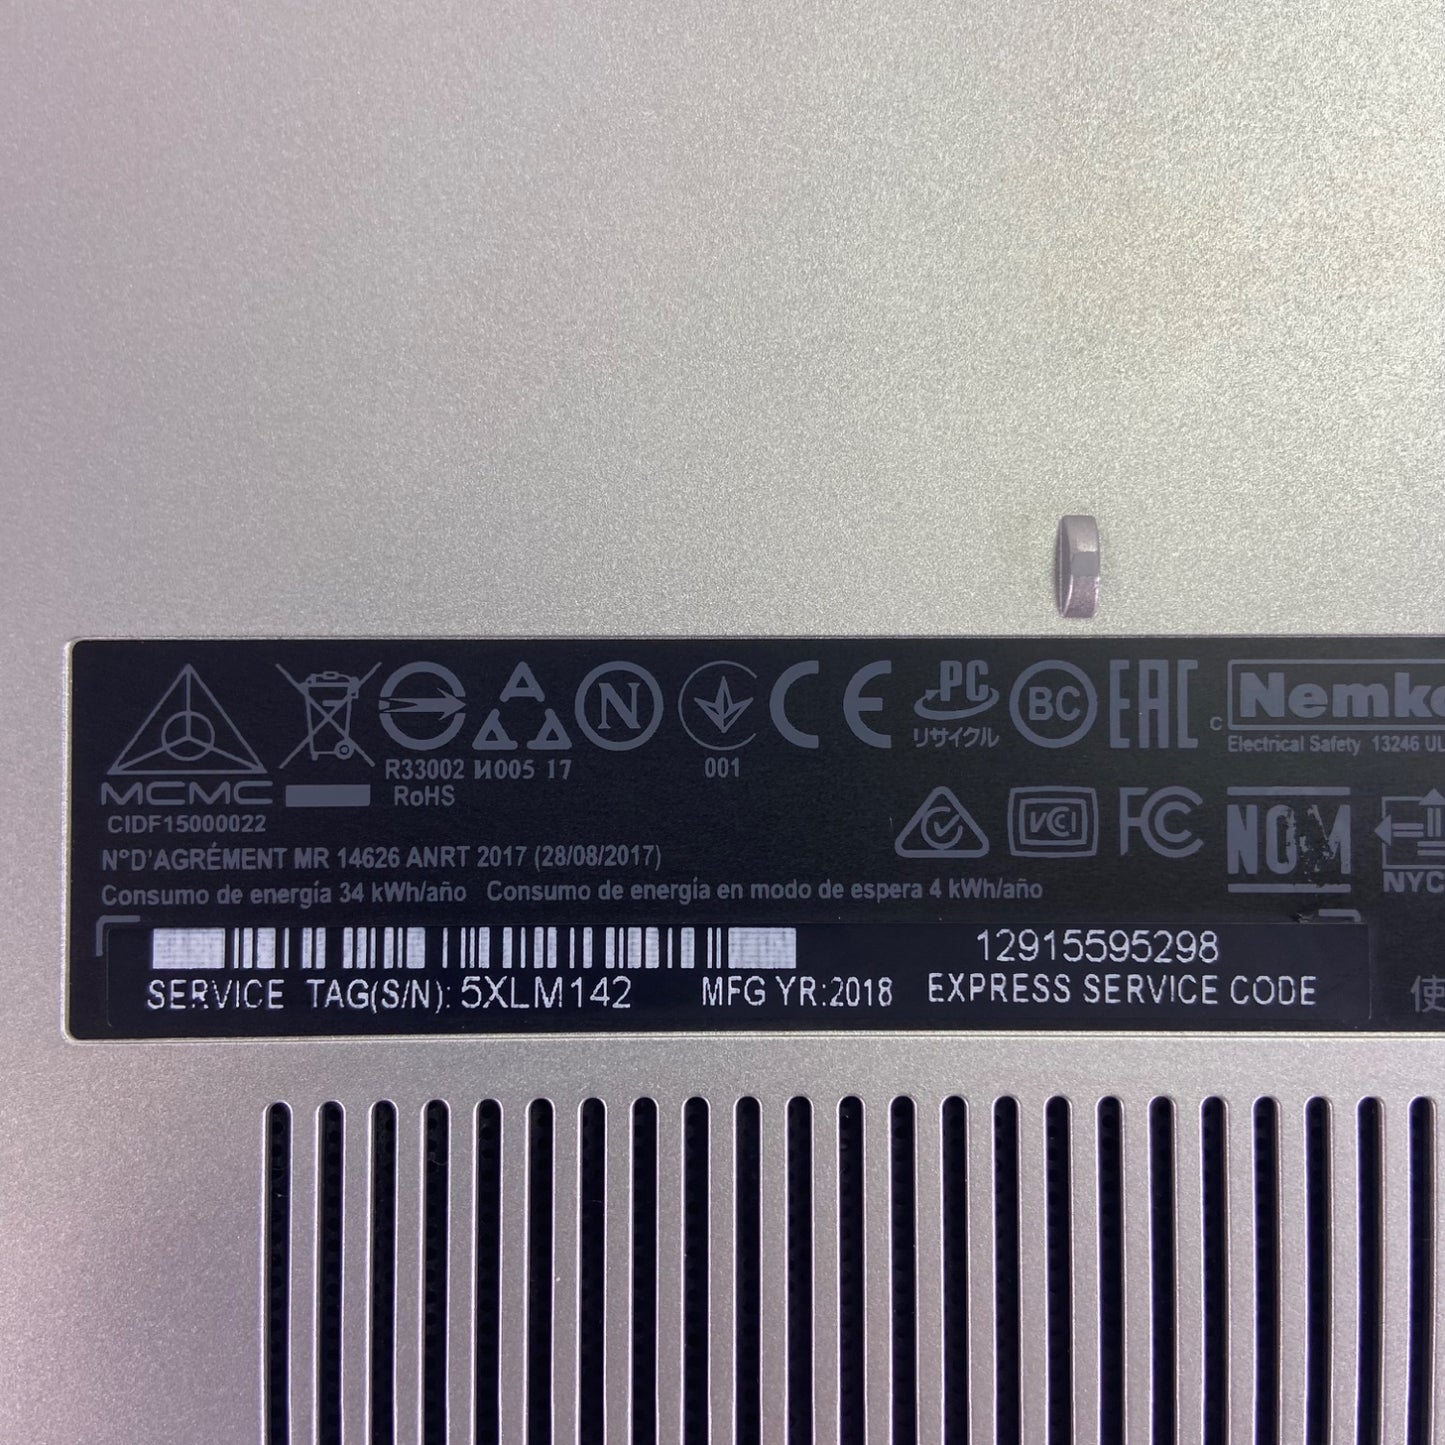 N
CE
PC
BC
EAC
c Nemko
リサイクル
Electrical Safety 13246 UL
R33002 И005 17
001
MCMC
RoHS
CIDF15000022
VCCI
FC
NOM
NYC
N°D'AGRÉMENT MR 14626 ANRT 2017 (28/08/2017)
Consumo de energía 34 kWh/año Consumo de energía en modo de espera 4 kWh/año
12915595298
SERVICE TAG(S/N): 5XLM142 MFG YR:2018 EXPRESS SERVICE CODE
使